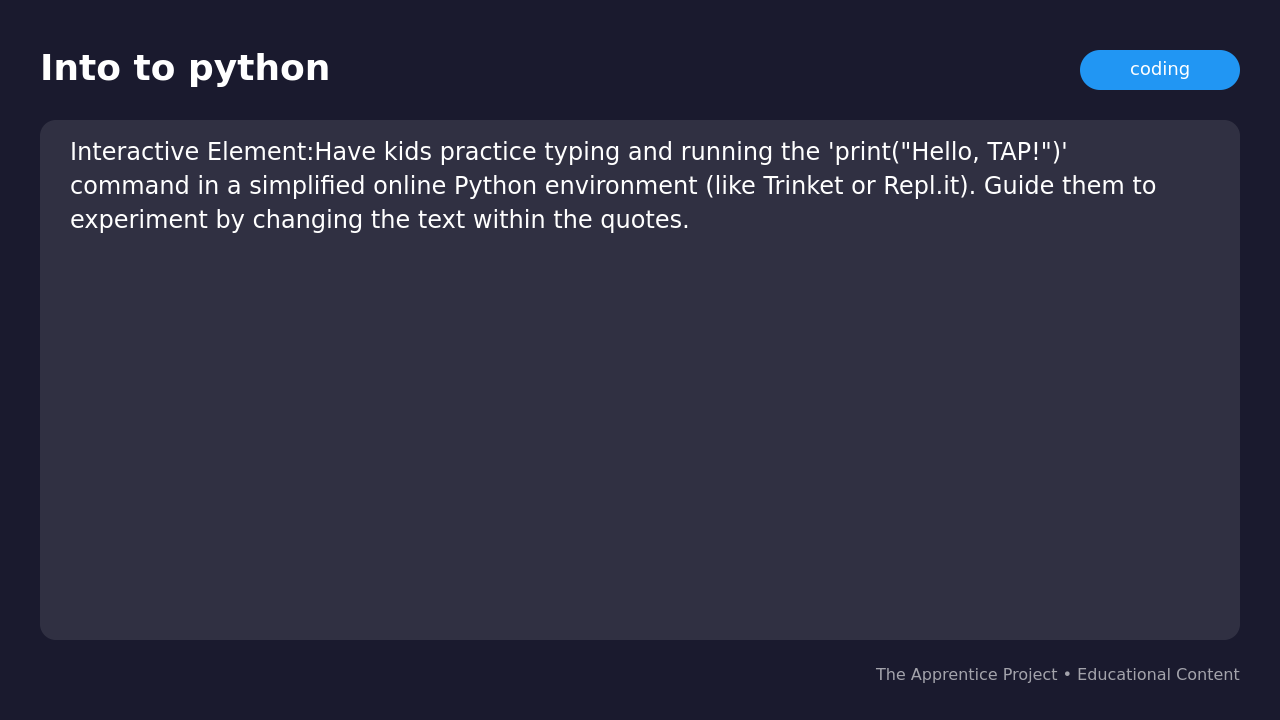 Into to python
coding
Interactive Element:Have kids practice typing and running the 'print("Hello, TAP!")'
command in a simplified online Python environment (like Trinket or Repl.it). Guide them to
experiment by changing the text within the quotes.
The Apprentice Project • Educational Content